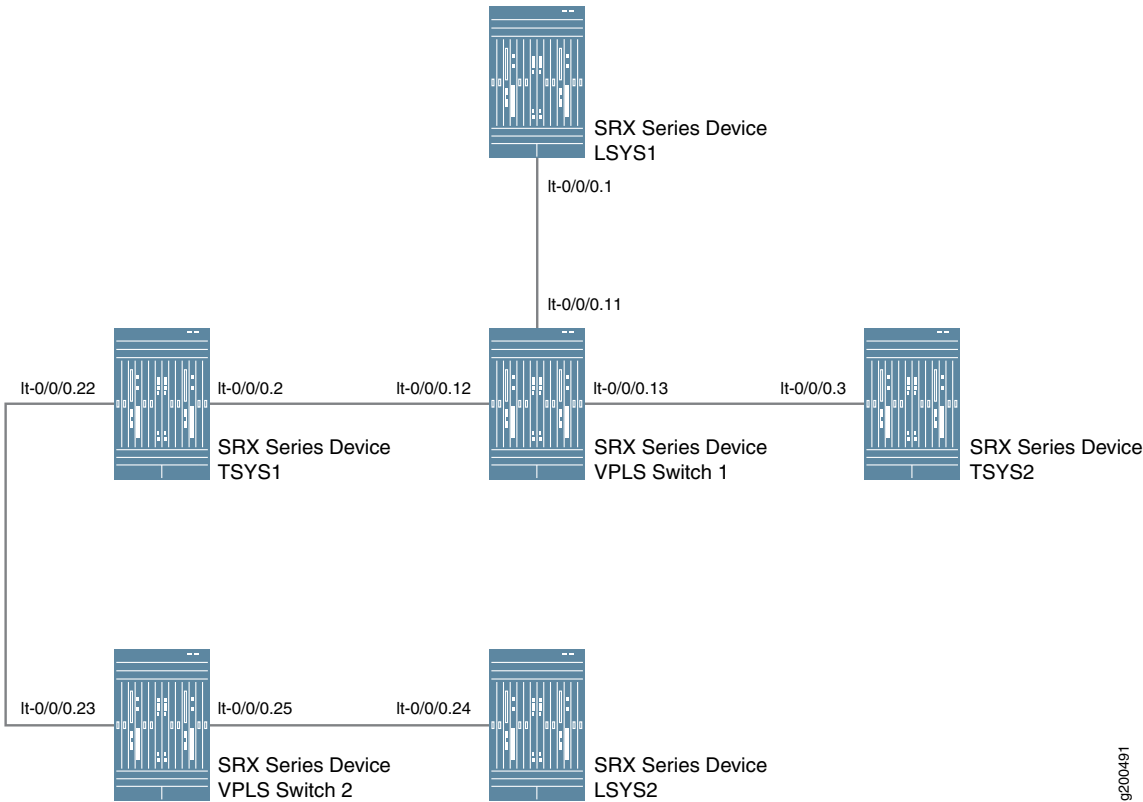 SRX Series Device
LSYS1
lt-0/0/0.1
lt-0/0/0.11
lt-0/0/0.22
lt-0/0/0.2
lt-0/0/0.12
lt-0/0/0.13
lt-0/0/0.3
SRX Series Device
TSYS1
SRX Series Device
VPLS Switch 1
SRX Series Device
TSYS2
lt-0/0/0.23
lt-0/0/0.25
lt-0/0/0.24
SRX Series Device
VPLS Switch 2
SRX Series Device
LSYS2
g200491